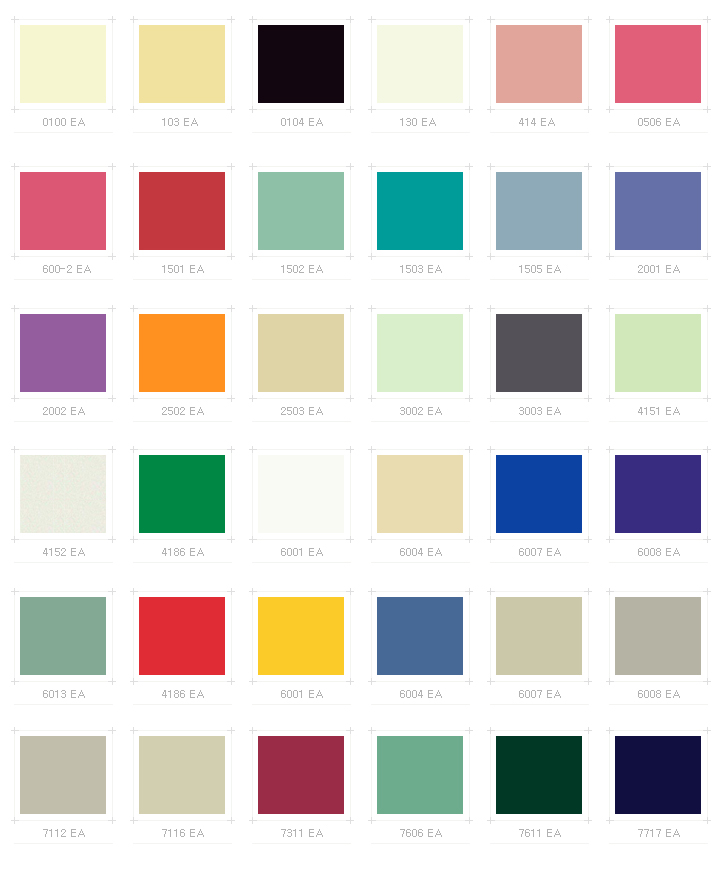 0100 EA
103 EA
0104 EA
130 EA
414 EA
0506 EA
600-2 EA
1501 EA
1502 EA
1503 EA
1505 EA
2001 EA
2002 EA
2502 EA
2503 EA
3002 EA
3003 EA
4151 EA
4152 EA
4186 EA
6001 EA
6004 EA
6007 EA
6008 EA
6013 EA
4186 EA
6001 EA
6004 EA
6007 EA
6008 EA
7112 EA
7116 EA
7311 EA
7606 EA
7611 EA
7717 EA